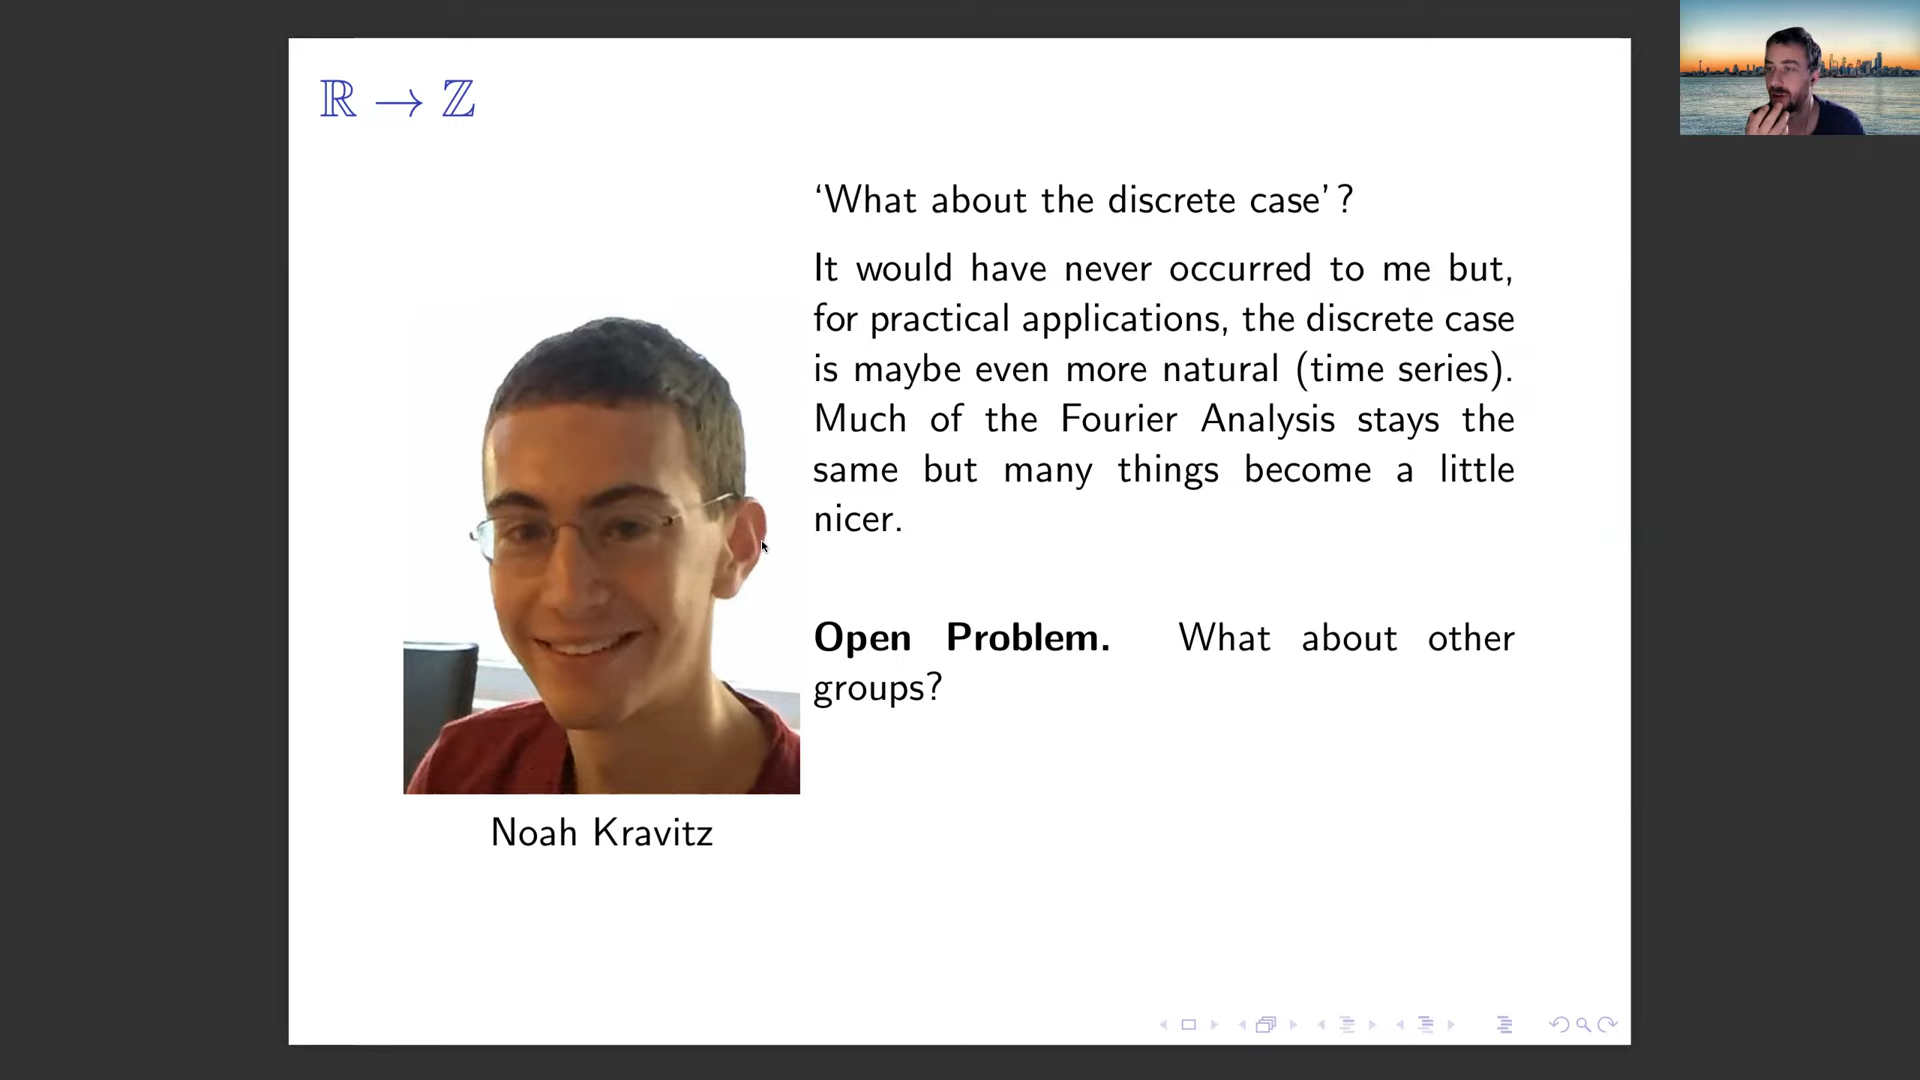 ℝ → ℤ
‘What about the discrete case’?
It would have never occurred to me but,
for practical applications, the discrete case
is maybe even more natural (time series).
Much of the Fourier Analysis stays the
same but many things become a little
nicer.
Open Problem. What about other
groups?
Noah Kravitz